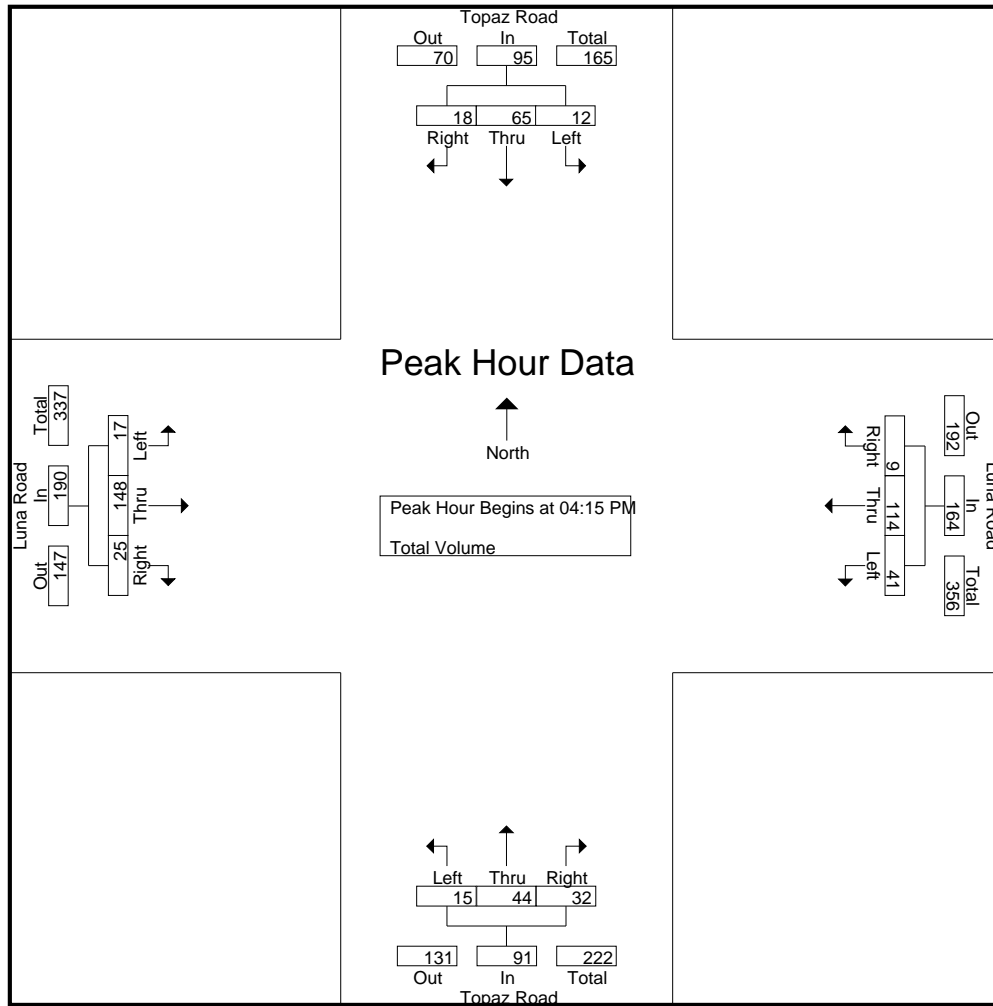 Topaz Road
Out In Total
70 95 165
18 65 12
Right Thru Left
Peak Hour Data
North
Peak Hour Begins at 04:15 PM
Total Volume
Luna Road
Total In Out
337 190 147
17 148 25
Left Thru Right
Luna Road
Out In Total
192 164 356
9 114 41
Right Thru Left
Left Thru Right
15 44 32
131 91 222
Out In Total
Topaz Road